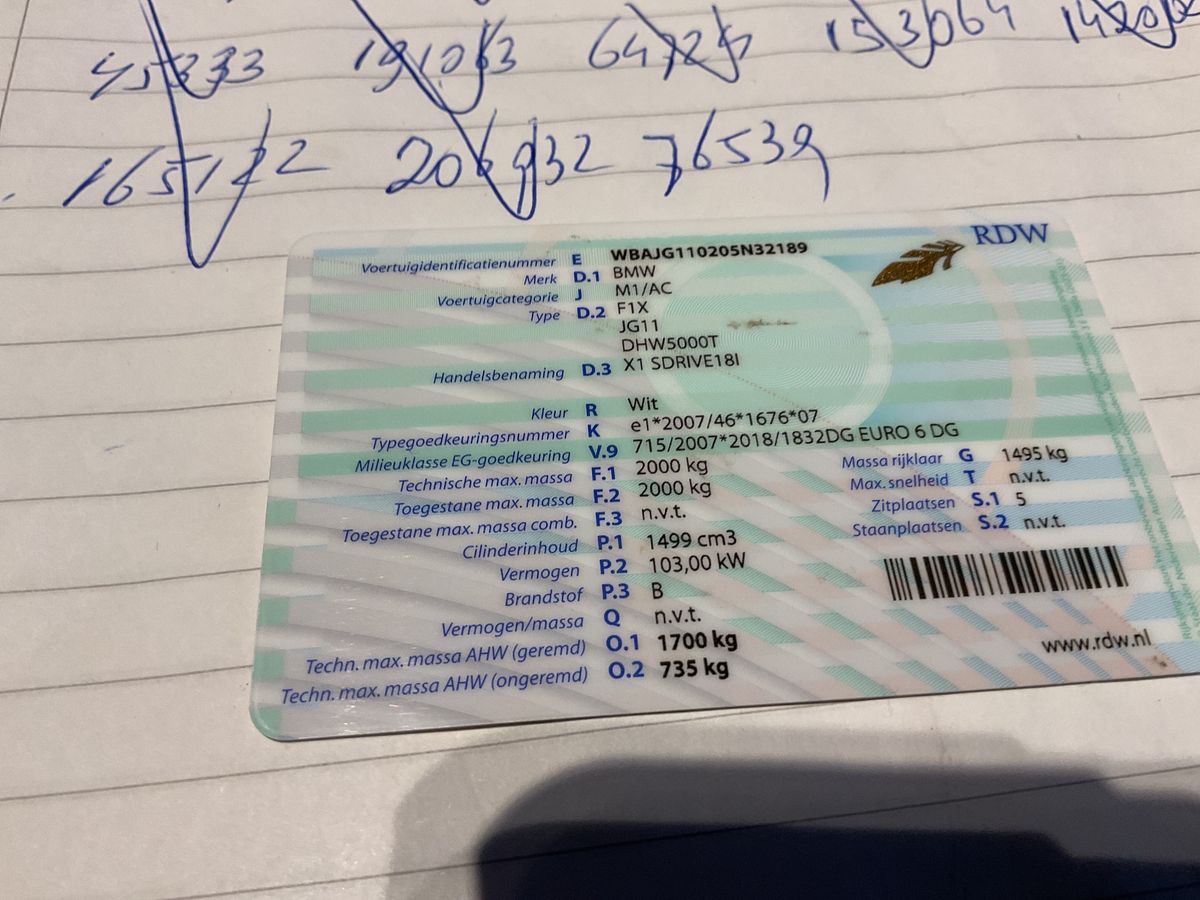 45333 191063 64725 153064
165122 206932 76539
RDW
Voertuigidentificatienummer E WBAJG110205N32189
Merk D.1 BMW
Voertuigcategorie J M1/AC
Type D.2 F1X
JG11
DHW5000T
Handelsbenaming D.3 X1 SDRIVE18I
Kleur R Wit
Typegoedkeuringsnummer K e1*2007/46*1676*07
Milieuklasse EG-goedkeuring V.9 715/2007*2018/1832DG EURO 6 DG
Technische max. massa F.1 2000 kg
Toegestane max. massa F.2 2000 kg
Toegestane max. massa comb. F.3 n.v.t.
Cilinderinhoud P.1 1499 cm3
Vermogen P.2 103,00 kW
Brandstof P.3 B
Vermogen/massa Q n.v.t.
Techn. max. massa AHW (geremd) O.1 1700 kg
Techn. max. massa AHW (ongeremd) O.2 735 kg
Massa rijklaar G 1495 kg
Max. snelheid T n.v.t.
Zitplaatsen S.1 5
Staanplaatsen S.2 n.v.t.
www.rdw.nl